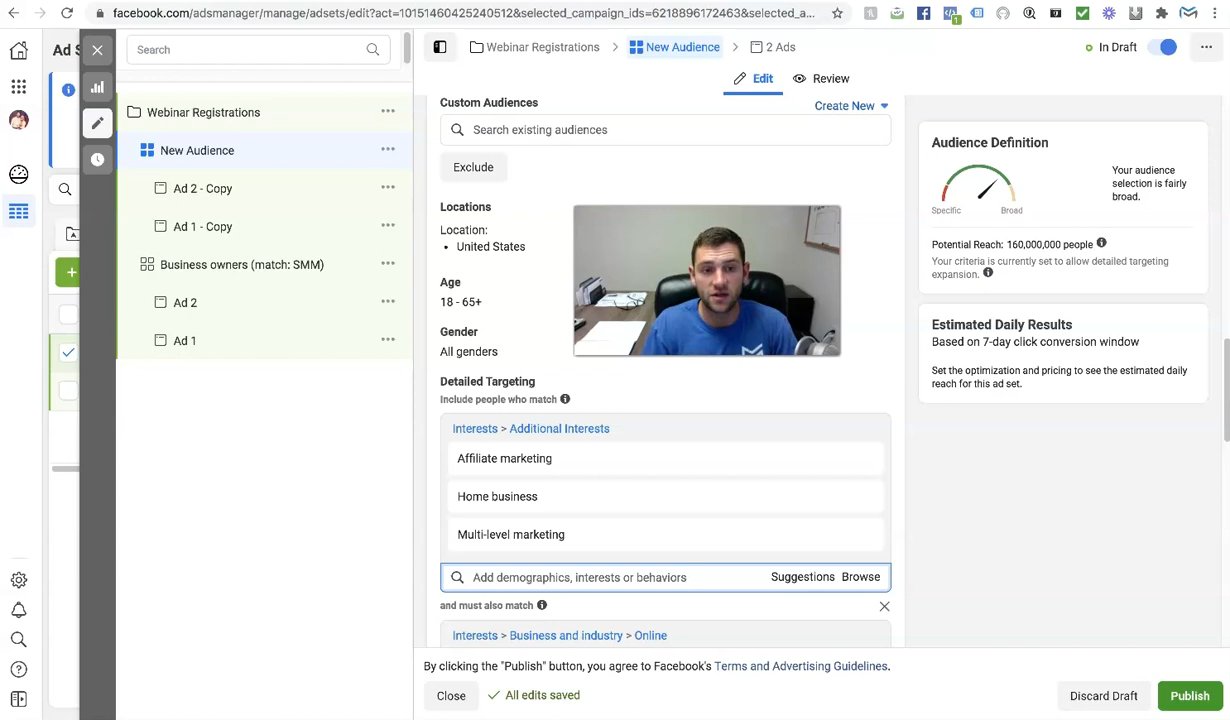 facebook.com/adsmanager/manage/adsets/edit?act=10151460425240512&selected_campaign_ids=6218896172463&selected_a...
Ad S
Search
Webinar Registrations
New Audience
Ad 2 - Copy
Ad 1 - Copy
Business owners (match: SMM)
Ad 2
Ad 1
Webinar Registrations > New Audience > 2 Ads
In Draft
Edit
Review
Custom Audiences
Create New
Search existing audiences
Exclude
Locations
Location:
• United States
Age
18 - 65+
Gender
All genders
Detailed Targeting
Include people who match
Interests > Additional Interests
Affiliate marketing
Home business
Multi-level marketing
Add demographics, interests or behaviors
Suggestions
Browse
and must also match
Interests > Business and industry > Online
By clicking the "Publish" button, you agree to Facebook's Terms and Advertising Guidelines.
Close
All edits saved
Discard Draft
Publish
Audience Definition
Specific
Broad
Your audience
selection is fairly
broad.
Potential Reach: 160,000,000 people
Your criteria is currently set to allow detailed targeting
expansion.
Estimated Daily Results
Based on 7-day click conversion window
Set the optimization and pricing to see the estimated daily
reach for this ad set.